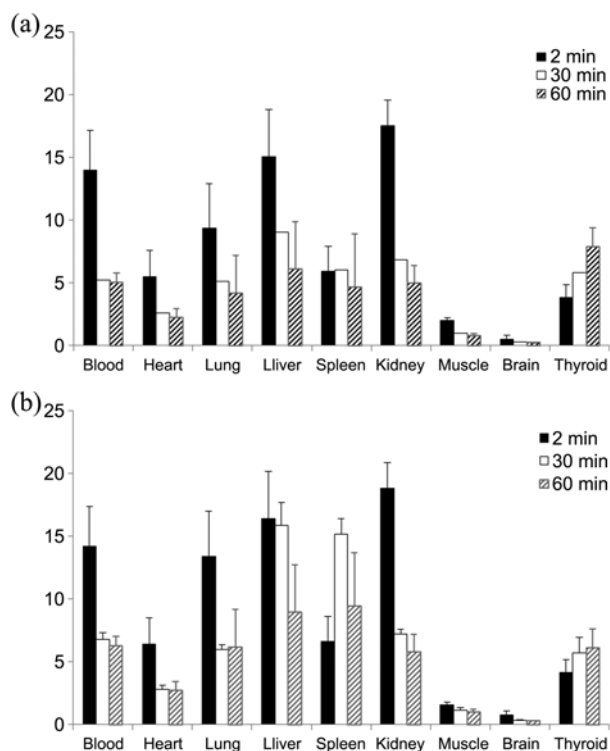 (a)
25
20
15
10
5
0
2 min
30 min
60 min
Blood Heart Lung Lliver Spleen Kidney Muscle Brain Thyroid
(b)
25
20
15
10
5
0
2 min
30 min
60 min
Blood Heart Lung Lliver Spleen Kidney Muscle Brain Thyroid